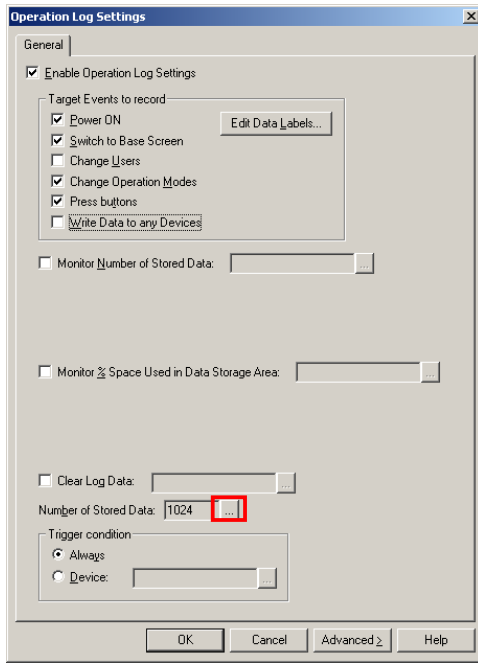 Operation Log Settings
General
Enable Operation Log Settings
Target Events to record
Power ON
Edit Data Labels...
Switch to Base Screen
Change Users
Change Operation Modes
Press buttons
Write Data to any Devices
Monitor Number of Stored Data:
...
Monitor % Space Used in Data Storage Area:
...
Clear Log Data:
...
Number of Stored Data: 1024 ...
Trigger condition
Always
Device:
...
OK Cancel Advanced > Help